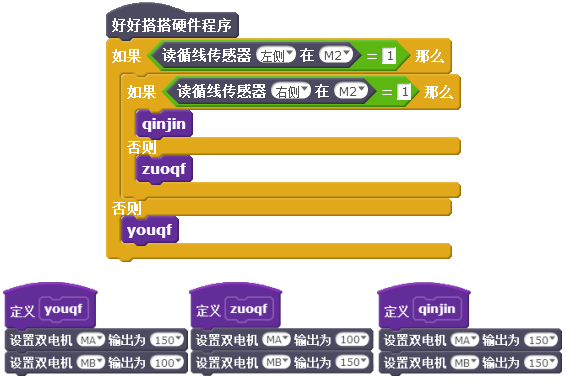 好好搭搭硬件程序
如果 读循线传感器 左侧 在 M2 = 1 那么
如果 读循线传感器 右侧 在 M2 = 1 那么
qinjin
否则
zuoqf
否则
youqf
定义 youqf
设置双电机 MA 输出为 150
设置双电机 MB 输出为 100
定义 zuoqf
设置双电机 MA 输出为 100
设置双电机 MB 输出为 150
定义 qinjin
设置双电机 MA 输出为 150
设置双电机 MB 输出为 150